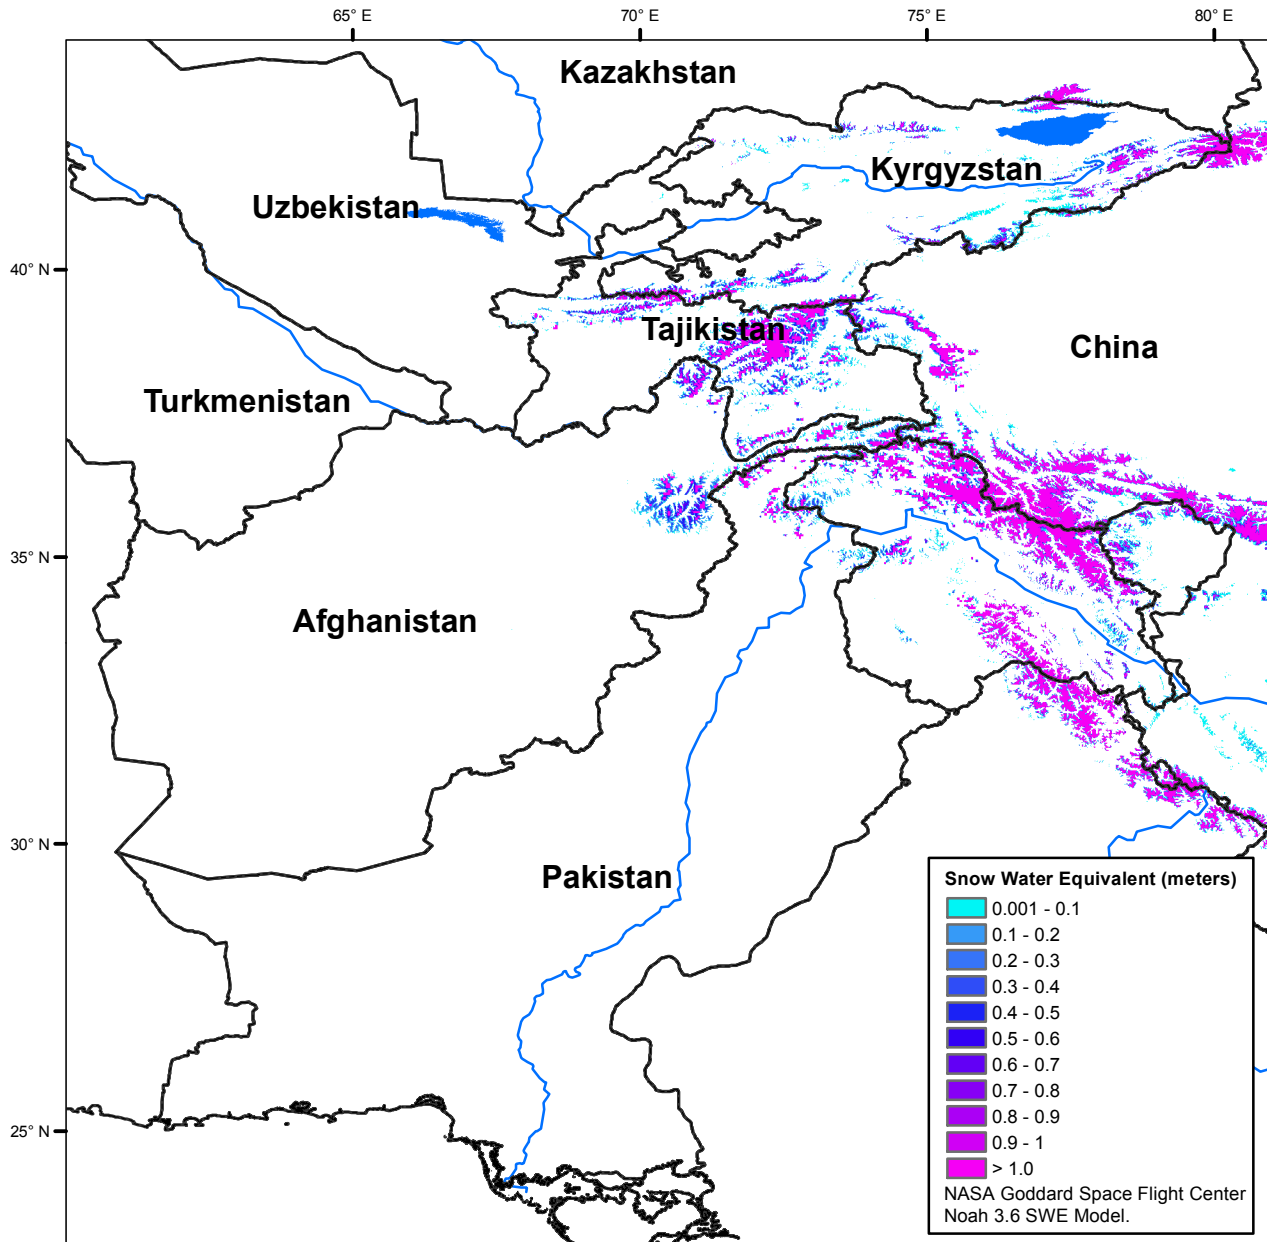 65° E
70° E
75° E
80° E
Kazakhstan
Kyrgyzstan
Uzbekistan
40° N
Tajikistan
China
Turkmenistan
35° N
Afghanistan
30° N
Pakistan
25° N
Snow Water Equivalent (meters)
0.001 - 0.1
0.1 - 0.2
0.2 - 0.3
0.3 - 0.4
0.4 - 0.5
0.5 - 0.6
0.6 - 0.7
0.7 - 0.8
0.8 - 0.9
0.9 - 1
> 1.0
NASA Goddard Space Flight Center
Noah 3.6 SWE Model.